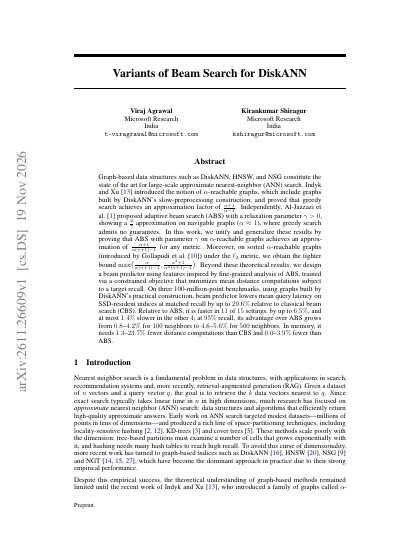 Variants of Beam Search for DiskANN
Viraj Agrawal
Microsoft Research
India
t-viragrawal@microsoft.com
Kirankumar Shiragur
Microsoft Research
India
kshiragur@microsoft.com
Abstract
Graph-based data structures such as DiskANN, HNSW, and NSG constitute the
state of the art for large-scale approximate nearest-neighbor (ANN) search. Indyk
and Xu [13] introduced the notion of α-reachable graphs, which include graphs
built by DiskANN's slow-preprocessing construction, and proved that greedy
search achieves an approximation factor of α+1/α−1. Independently, Al-Jazzazi et
al. [1] proposed adaptive beam search (ABS) with a relaxation parameter γ > 0,
showing a approximation on navigable graphs (α ≈ 1), where greedy search
admits no guarantees. In this work, we unify and generalize these results by
proving that ABS with parameter γ on α-reachable graphs achieves an approx-
imation of for any metric. Moreover, on sorted α-reachable graphs
(introduced by Gollapudi et al. [10]) under the ℓ2 metric, we obtain the tighter
bound max Beyond these theoretical results, we design
a beam predictor using features inspired by fine-grained analysis of ABS, trained
via a constrained objective that minimizes mean distance computations subject
to a recall target. On three 100-million-point benchmarks, using graphs built by
DiskANN's practical construction, beam predictor lowers mean query latency on
SSD-resident indices at matched recall by up to 29.6% relative to classical beam
search (CBS). Relative to ABS, it is faster in 11 of 15 settings, by up to 6.5%, and
at most 1.4% slower in the other 4; at 95% recall, its advantage over ABS grows
from 0.8–4.2% for 100 neighbors to 4.6–5.6% for 500 neighbors. In memory, it
needs 1.3–23.7% fewer distance computations than CBS and 0.0–3.9% fewer than
ABS.
1 Introduction
Nearest neighbor search is a fundamental problem in data structures, with applications in search,
recommendation systems and, more recently, retrieval-augmented generation (RAG). Given a dataset
of n vectors and a query vector q, the goal is to retrieve the k data vectors nearest to q. Since
exact search typically takes linear time in n in high dimensions, much research has focused on
approximate nearest neighbor (ANN) search: data structures and algorithms that efficiently return
high-quality approximate answers. Early work on ANN search targeted modest datasets—millions of
points in tens of dimensions—and produced a rich line of space-partitioning techniques, including
locality-sensitive hashing [2, 12], KD-trees [3] and cover trees [5]. These methods scale poorly with
the dimension: tree-based partitions must examine a number of cells that grows exponentially with
it, and hashing needs many hash tables to reach high recall. To avoid this curse of dimensionality,
more recent work has turned to graph-based indices such as DiskANN [16], HNSW [20], NSG [9]
and NGT [14, 15, 27], which have become the dominant approach in practice due to their strong
empirical performance.
Despite this empirical success, the theoretical understanding of graph-based methods remained
limited until the recent work of Indyk and Xu [13], who introduced a family of graphs called α-
Preprint.
arXiv:2611.26609v1 [cs.DS] 19 Nov 2026